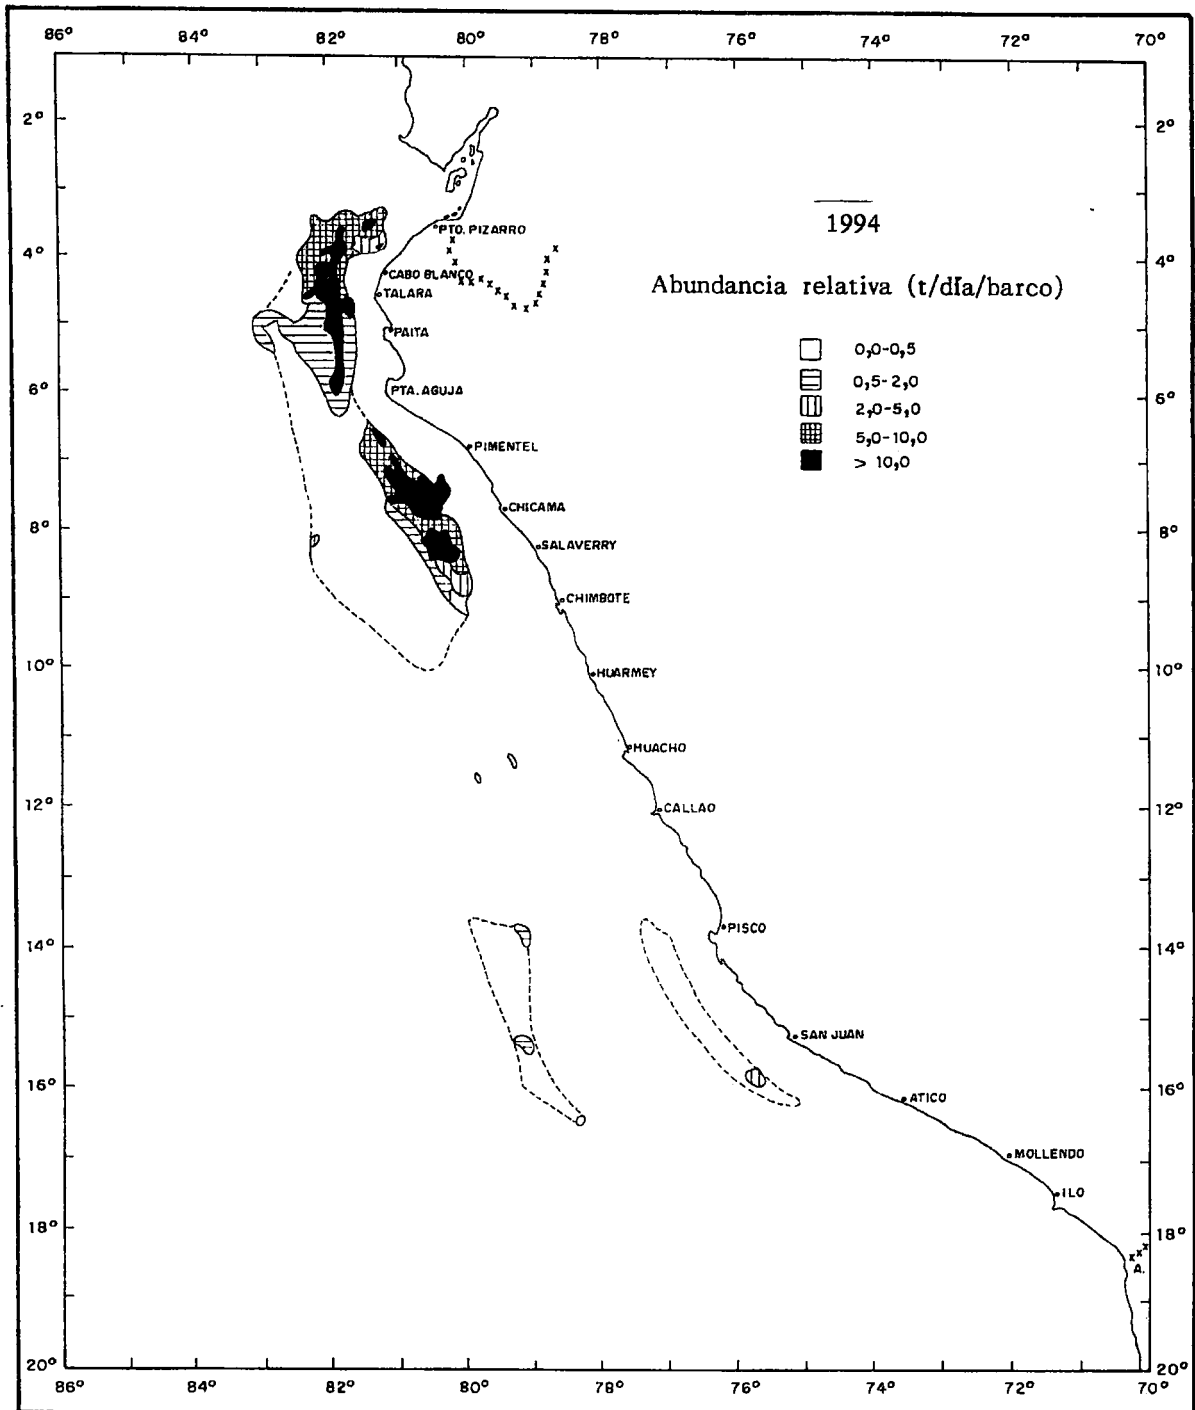 86° 82° 80° 78° 76° 74° 72° 70°
2° 2°
1994
PTO. PIZARRO
4° 4°
CABO BLANCO
Abundancia relativa (t/día/barco)
TALARA
PAITA
0,0-0,5
0,5-2,0
2,0-5,0
5,0-10,0
> 10,0
6° 6°
PTA. AGUJA
PIMENTEL
CHICAMA
8° 8°
SALAVERRY
CHIMBOTE
10° 10°
HUARMEY
HUACHO
12° 12°
CALLAO
PISCO
14° 14°
SAN JUAN
16° 16°
ATICO
MOLLENDO
ILO
18° 18°
A.
20° 20°
86° 84° 82° 80° 78° 76° 74° 72° 70°